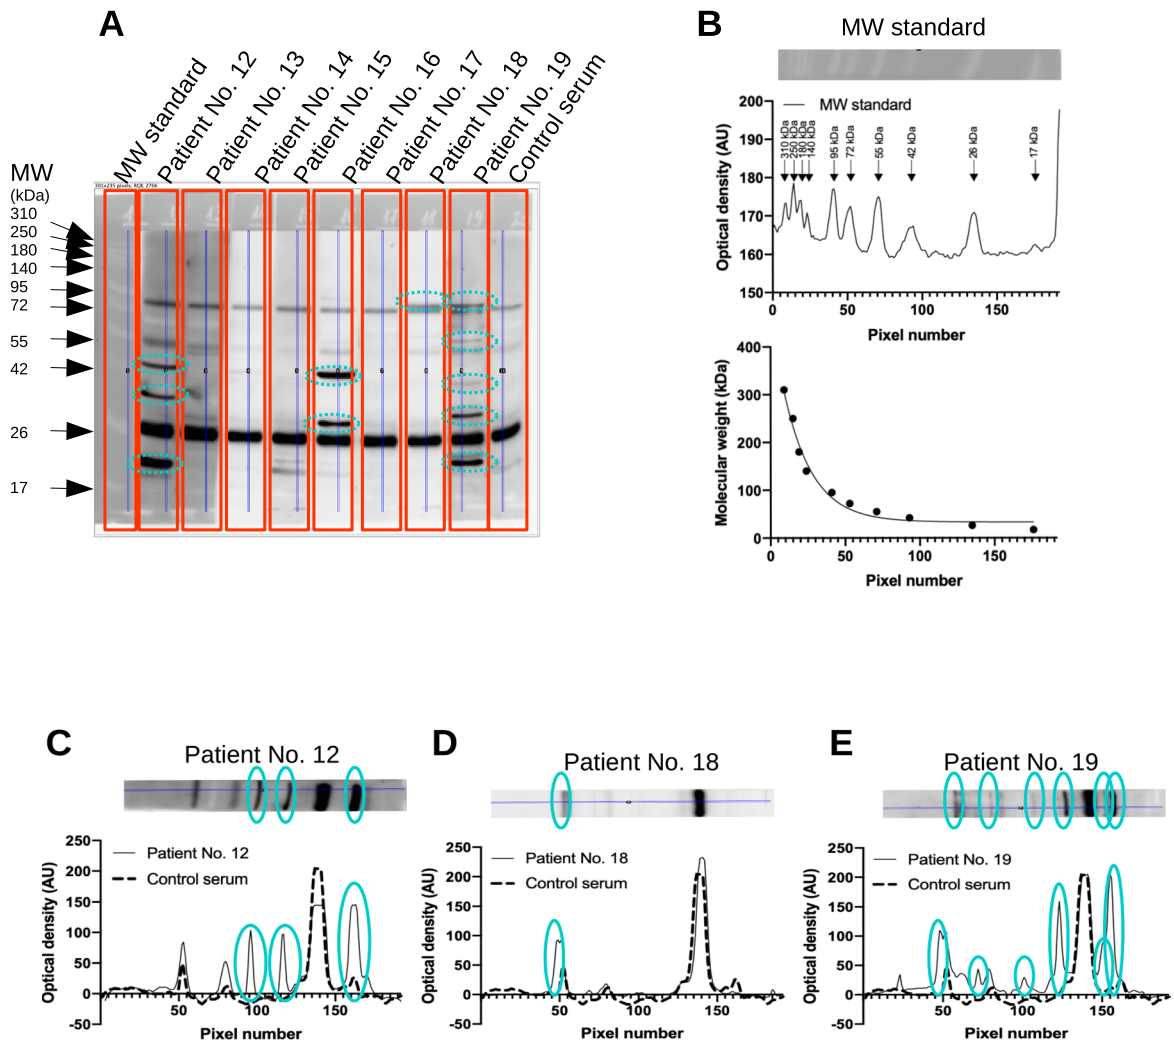 A
MW standard
Patient No. 12
Patient No. 13
Patient No. 14
Patient No. 15
Patient No. 16
Patient No. 17
Patient No. 18
Patient No. 19
Control serum
MW
(kDa)
310
250
180
140
95
72
55
42
26
17
301x235 pixels; RGB, 276K
B
MW standard
200
190
180
170
160
150
Optical density (AU)
MW standard
310 kDa
250 kDa
180 kDa
140 kDa
95 kDa
72 kDa
55 kDa
42 kDa
26 kDa
17 kDa
0
50
100
150
Pixel number
400
300
200
100
0
Molecular weight (kDa)
0
50
100
150
Pixel number
C
Patient No. 12
250
200
150
100
50
0
-50
Optical density (AU)
Patient No. 12
Control serum
50
100
150
Pixel number
D
Patient No. 18
250
200
150
100
50
0
-50
Optical density (AU)
Patient No. 18
Control serum
50
100
150
Pixel number
E
Patient No. 19
250
200
150
100
50
0
-50
Optical density (AU)
Patient No. 19
Control serum
50
100
150
Pixel number